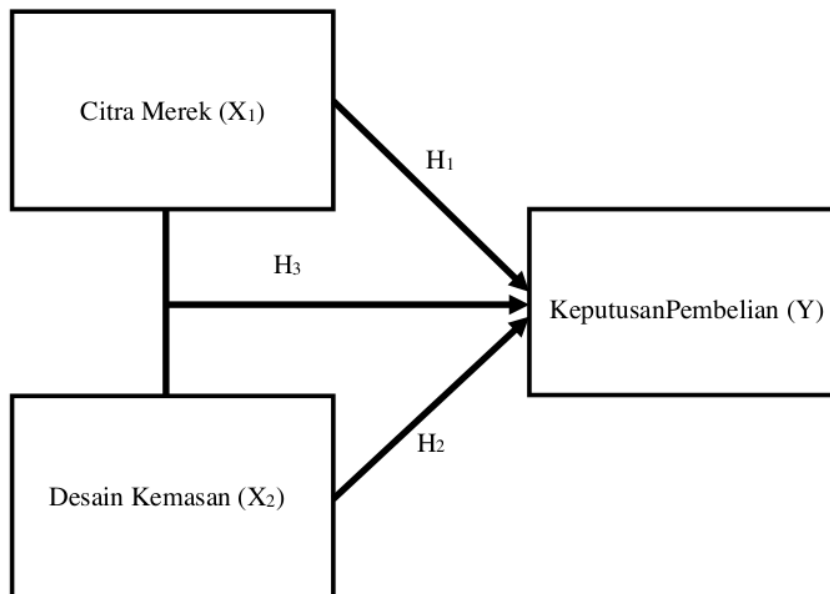 Citra Merek (X₁)
H₁
H₃
KeputusanPembelian (Y)
H₂
Desain Kemasan (X₂)